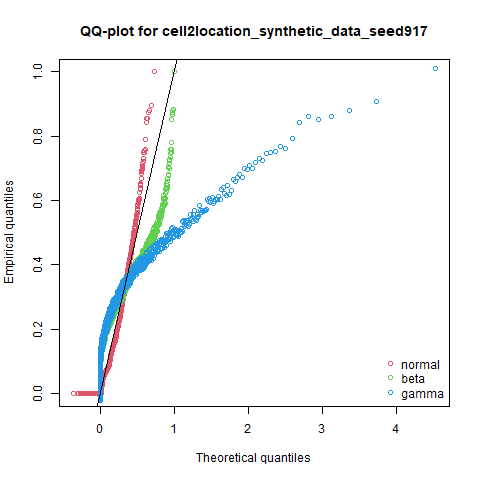 QQ-plot for cell2location_synthetic_data_seed917
1.0
0.8
0.6
0.4
0.2
0.0
Empirical quantiles
normal
beta
gamma
0 1 2 3 4
Theoretical quantiles